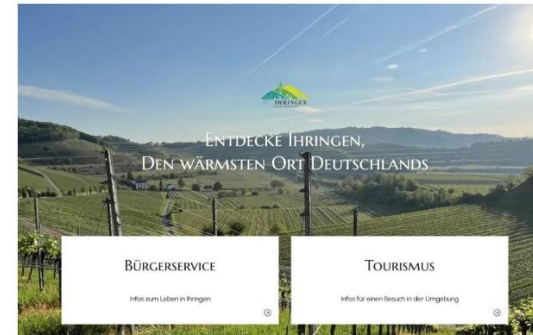 IHRINGEN
ENTDECKE IHRINGEN,
DEN WÄRMSTEN ORT DEUTSCHLANDS
BÜRGERSERVICE
Infos zum Leben in Ihringen
TOURISMUS
Infos für einen Besuch in der Umgebung